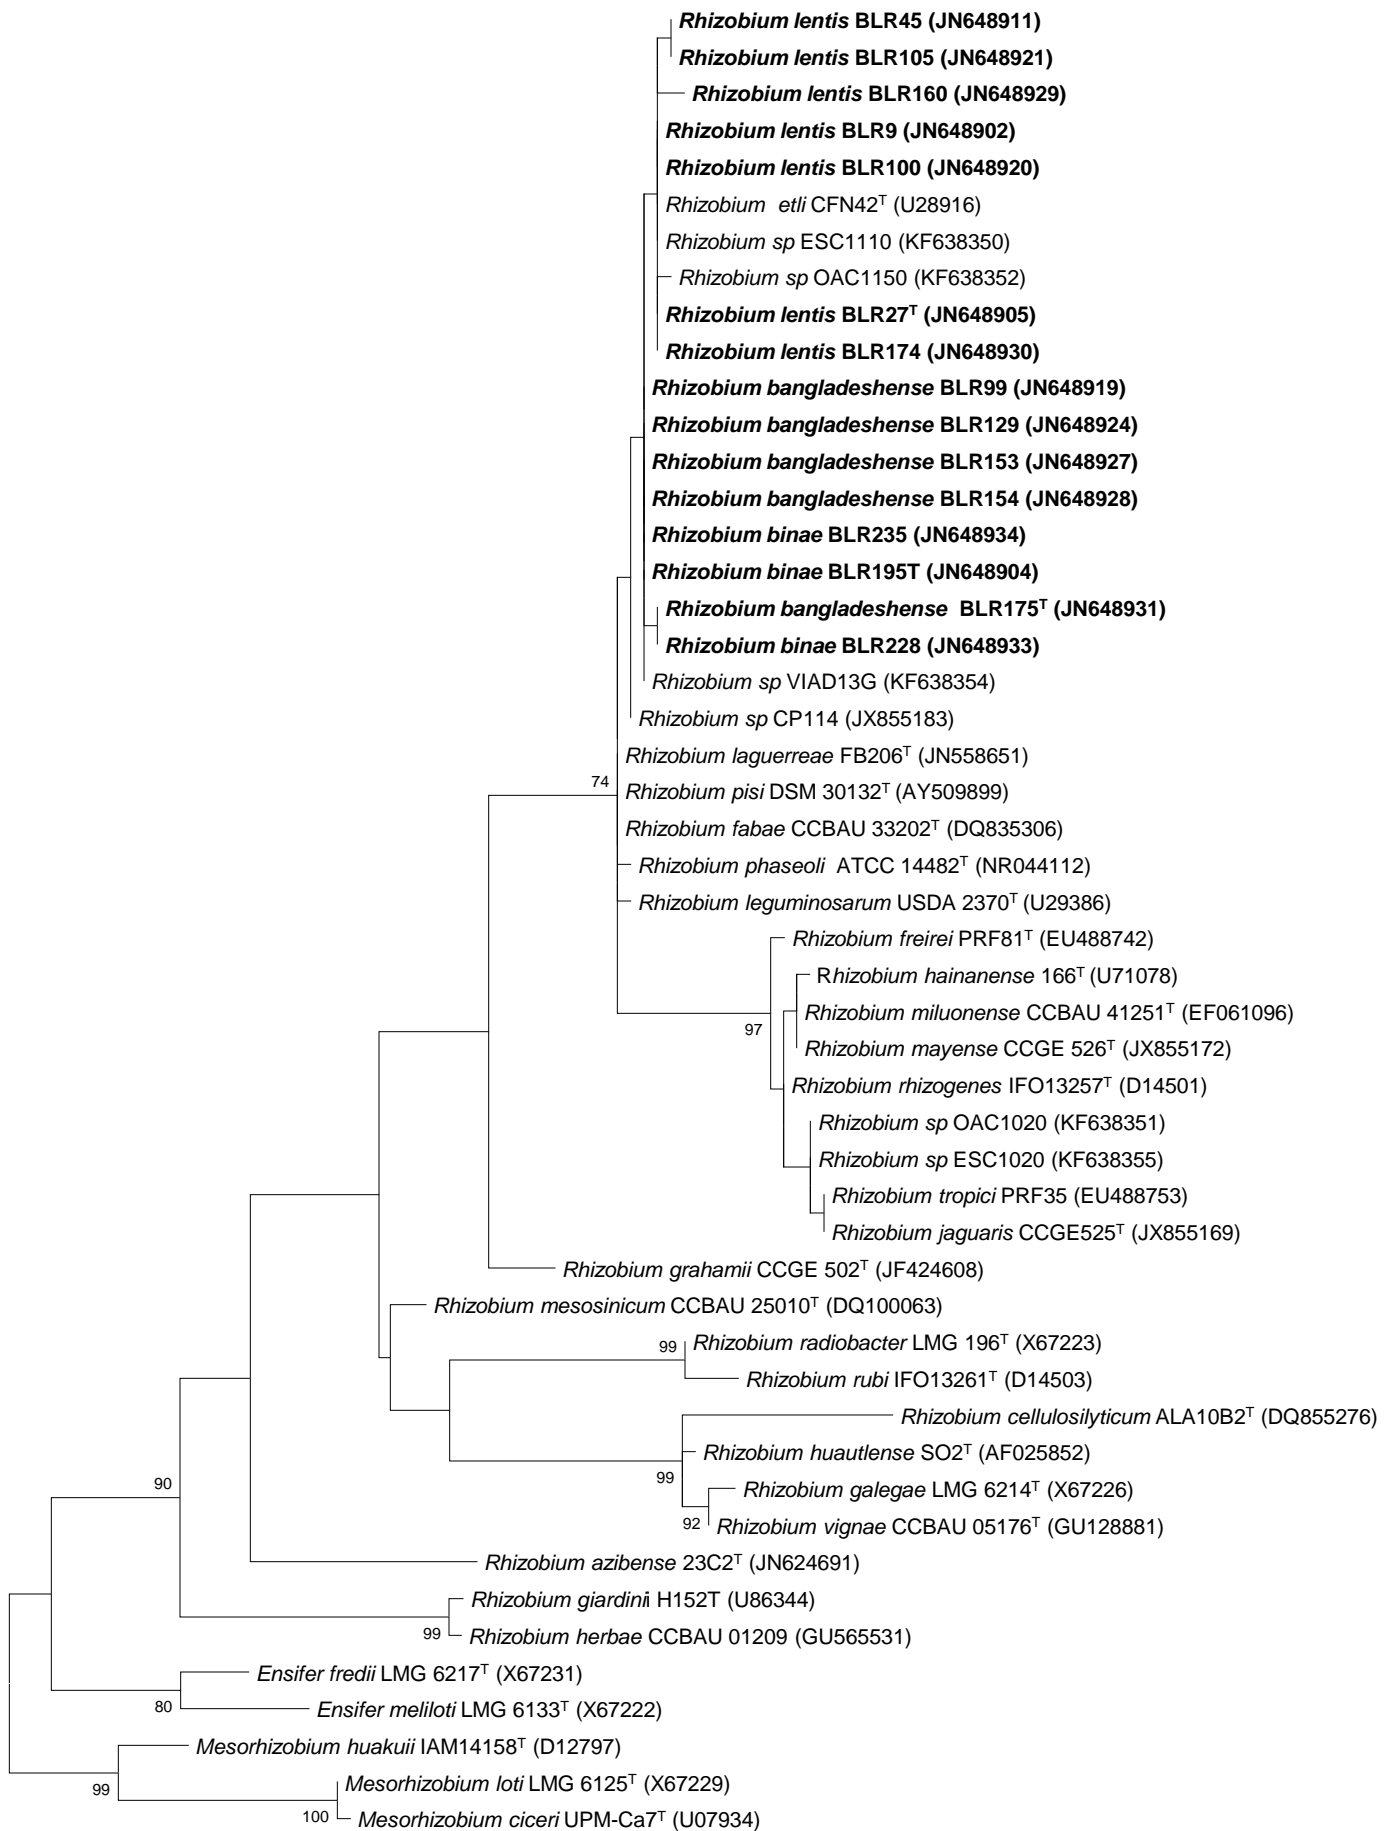 Rhizobium lentis BLR45 (JN648911)
Rhizobium lentis BLR105 (JN648921)
Rhizobium lentis BLR160 (JN648929)
Rhizobium lentis BLR9 (JN648902)
Rhizobium lentis BLR100 (JN648920)
Rhizobium etli CFN42ᵀ (U28916)
Rhizobium sp ESC1110 (KF638350)
Rhizobium sp OAC1150 (KF638352)
Rhizobium lentis BLR27ᵀ (JN648905)
Rhizobium lentis BLR174 (JN648930)
Rhizobium bangladeshense BLR99 (JN648919)
Rhizobium bangladeshense BLR129 (JN648924)
Rhizobium bangladeshense BLR153 (JN648927)
Rhizobium bangladeshense BLR154 (JN648928)
Rhizobium binae BLR235 (JN648934)
Rhizobium binae BLR195T (JN648904)
Rhizobium bangladeshense BLR175ᵀ (JN648931)
Rhizobium binae BLR228 (JN648933)
Rhizobium sp VIAD13G (KF638354)
Rhizobium sp CP114 (JX855183)
Rhizobium laguerreae FB206ᵀ (JN558651)
74
Rhizobium pisi DSM 30132ᵀ (AY509899)
Rhizobium fabae CCBAU 33202ᵀ (DQ835306)
Rhizobium phaseoli ATCC 14482ᵀ (NR044112)
Rhizobium leguminosarum USDA 2370ᵀ (U29386)
Rhizobium freirei PRF81ᵀ (EU488742)
Rhizobium hainanense 166ᵀ (U71078)
Rhizobium miluonense CCBAU 41251ᵀ (EF061096)
97
Rhizobium mayense CCGE 526ᵀ (JX855172)
Rhizobium rhizogenes IFO13257ᵀ (D14501)
Rhizobium sp OAC1020 (KF638351)
Rhizobium sp ESC1020 (KF638355)
Rhizobium tropici PRF35 (EU488753)
Rhizobium jaguaris CCGE525ᵀ (JX855169)
Rhizobium grahamii CCGE 502ᵀ (JF424608)
Rhizobium mesosinicum CCBAU 25010ᵀ (DQ100063)
99
Rhizobium radiobacter LMG 196ᵀ (X67223)
Rhizobium rubi IFO13261ᵀ (D14503)
Rhizobium cellulosilyticum ALA10B2ᵀ (DQ855276)
Rhizobium huautlense SO2ᵀ (AF025852)
99
90
Rhizobium galegae LMG 6214ᵀ (X67226)
92
Rhizobium vignae CCBAU 05176ᵀ (GU128881)
Rhizobium azibense 23C2ᵀ (JN624691)
Rhizobium giardinii H152T (U86344)
99
Rhizobium herbae CCBAU 01209 (GU565531)
Ensifer fredii LMG 6217ᵀ (X67231)
80
Ensifer meliloti LMG 6133ᵀ (X67222)
Mesorhizobium huakuii IAM14158ᵀ (D12797)
99
Mesorhizobium loti LMG 6125ᵀ (X67229)
100
Mesorhizobium ciceri UPM-Ca7ᵀ (U07934)